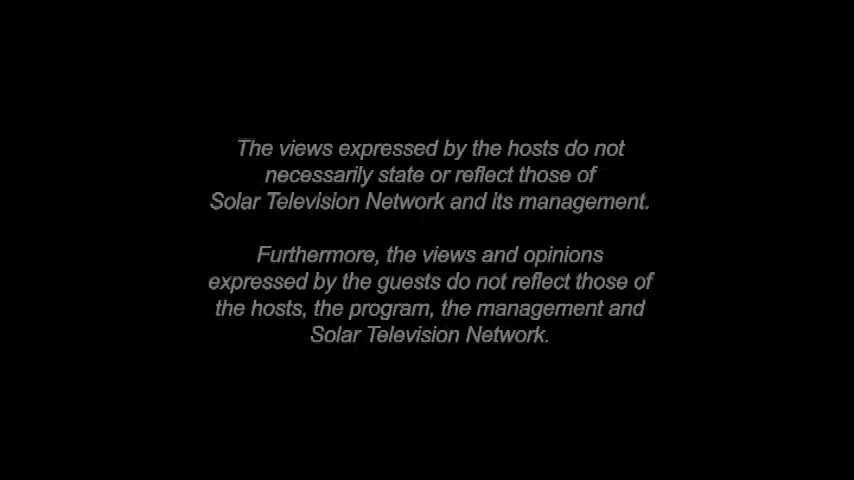 The views expressed by the hosts do not
necessarily state or reflect those of
Solar Television Network and its management.
Furthermore, the views and opinions
expressed by the guests do not reflect those of
the hosts, the program, the management and
Solar Television Network.